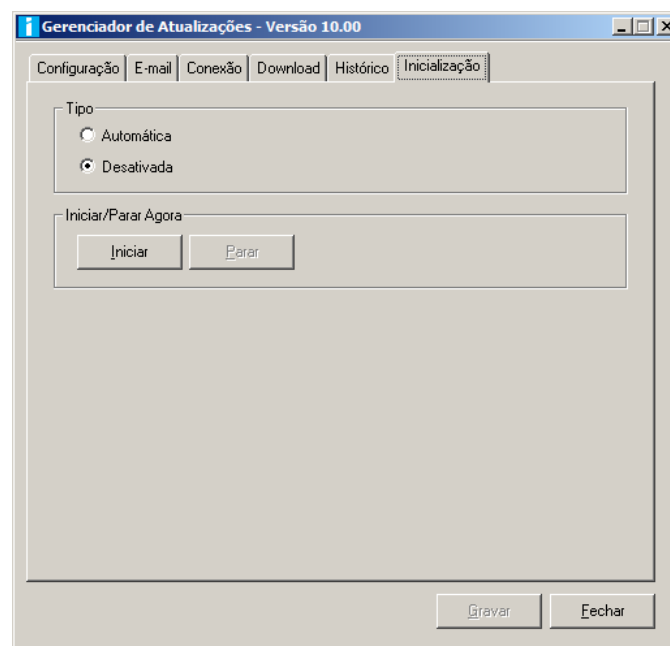 Gerenciador de Atualizações - Versão 10.00
Configuração E-mail Conexão Download Histórico Inicialização
Tipo
Automática
Desativada
Iniciar/Parar Agora
Iniciar Parar
Gravar Fechar